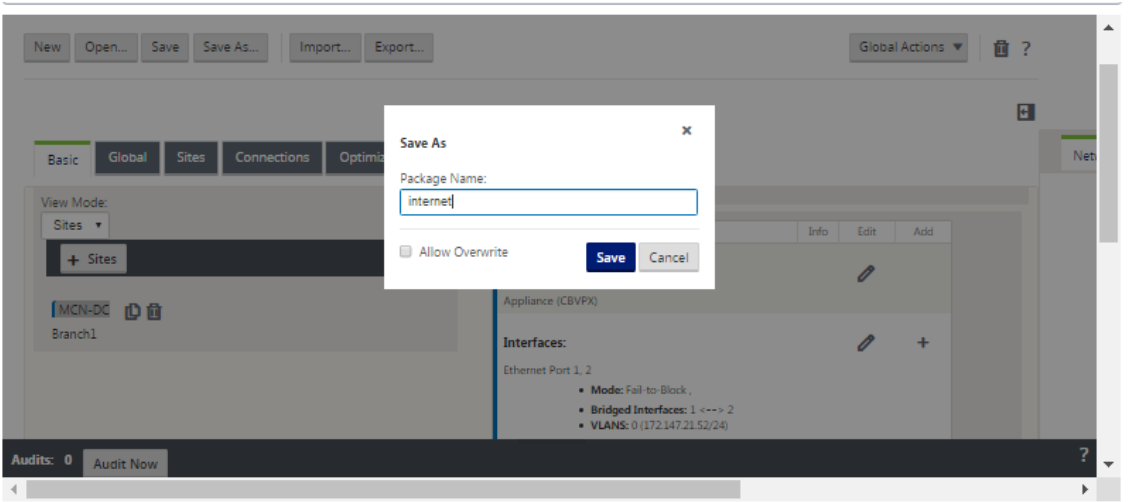 New Open... Save Save As... Import... Export... Global Actions ?
Save As
Package Name:
internet
Allow Overwrite
Save Cancel
Basic Global Sites Connections
View Mode:
Sites
+ Sites
MCN-DC
Branch1
Info Edit Add
Appliance (CBVPX)
Interfaces:
Ethernet Port 1, 2
• Mode: Fail-to-Block ,
• Bridged Interfaces: 1 <--> 2
• VLANS: 0 (172.147.21.52/24)
Audits: 0 Audit Now ?